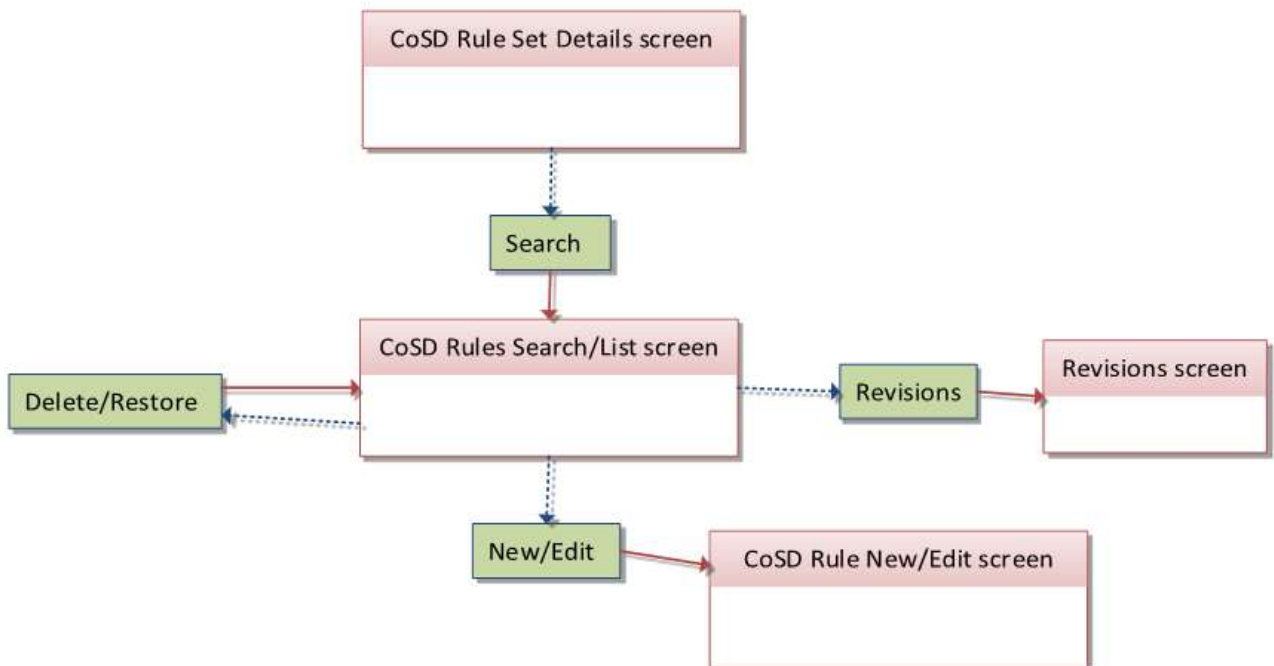 CoSD Rule Set Details screen
Search
CoSD Rules Search/List screen
Delete/Restore
Revisions
Revisions screen
New/Edit
CoSD Rule New/Edit screen